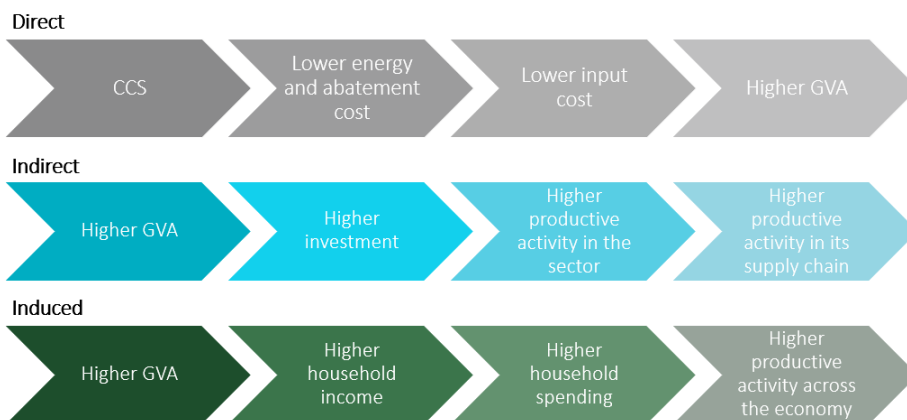 Direct
CCS
Lower energy
and abatement
cost
Lower input
cost
Higher GVA
Indirect
Higher GVA
Higher
investment
Higher
productive
activity in the
sector
Higher
productive
activity in its
supply chain
Induced
Higher GVA
Higher
household
income
Higher
household
spending
Higher
productive
activity across
the economy